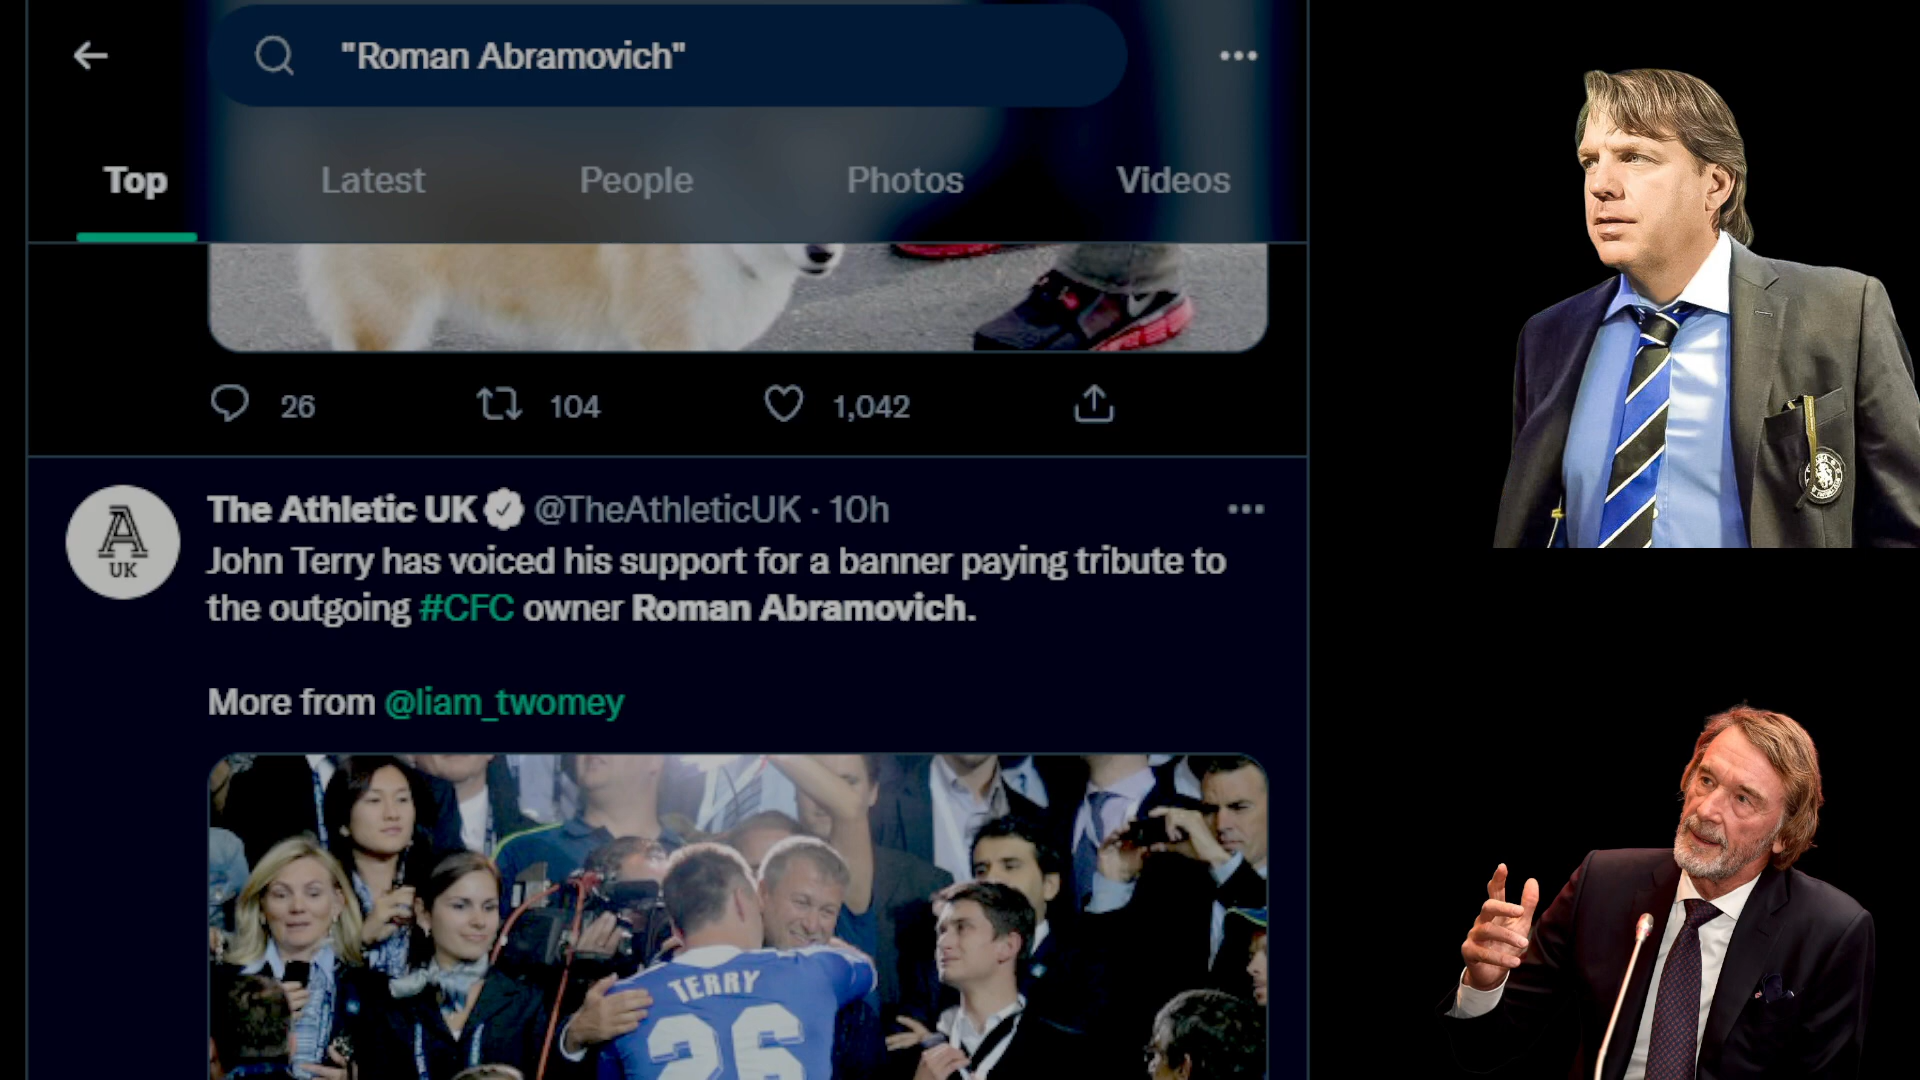 "Roman Abramovich"
Top Latest People Photos Videos
26 104 1,042
A
UK
The Athletic UK @TheAthleticUK · 10h
John Terry has voiced his support for a banner paying tribute to
the outgoing #CFC owner Roman Abramovich.
More from @liam_twomey
TERRY
26